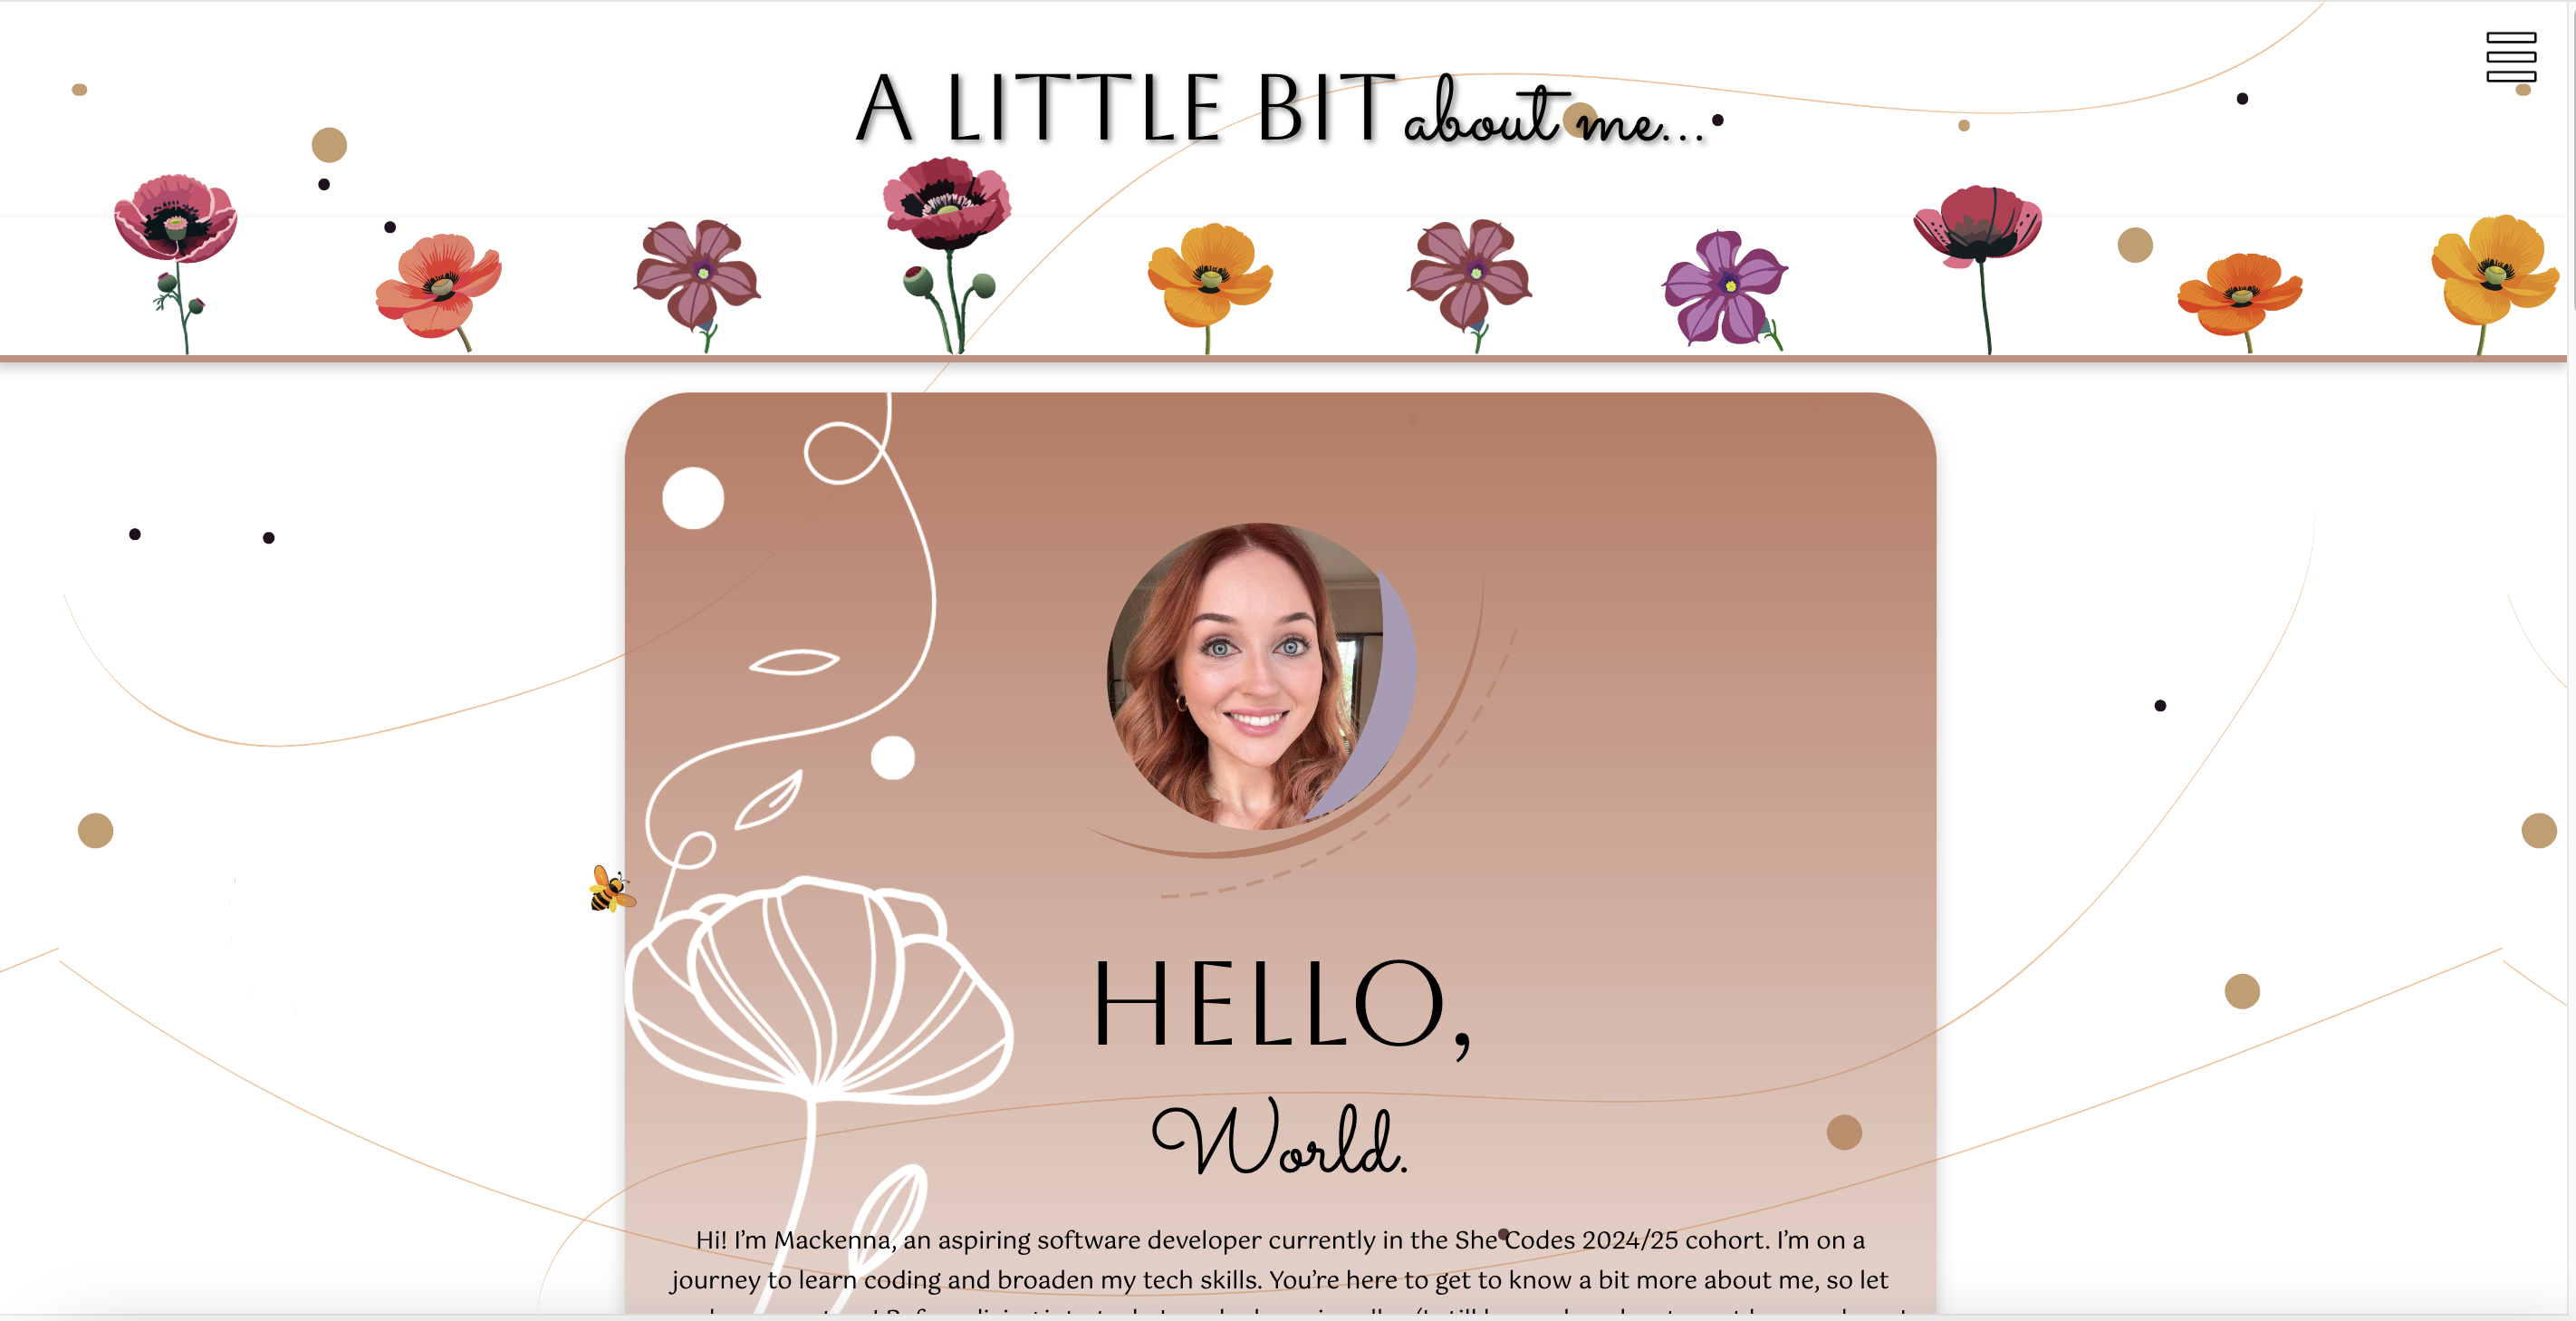 A LITTLE BIT about me...
HELLO,
World.
Hi! I’m Mackenna, an aspiring software developer currently in the She Codes 2024/25 cohort. I’m on a
journey to learn coding and broaden my tech skills. You’re here to get to know a bit more about me, so let